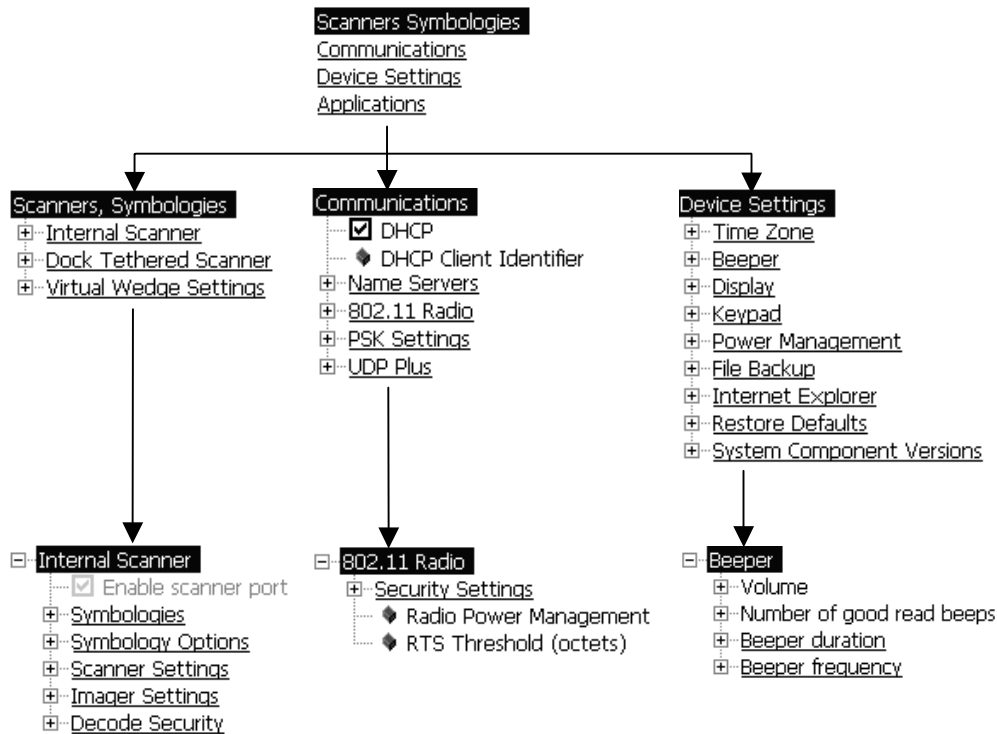 Scanners Symbologies
Communications
Device Settings
Applications
Scanners, Symbologies
Internal Scanner
Dock Tethered Scanner
Virtual Wedge Settings
Communications
DHCP
DHCP Client Identifier
Name Servers
802.11 Radio
PSK Settings
UDP Plus
Device Settings
Time Zone
Beeper
Display
Keypad
Power Management
File Backup
Internet Explorer
Restore Defaults
System Component Versions
Internal Scanner
Enable scanner port
Symbologies
Symbology Options
Scanner Settings
Imager Settings
Decode Security
802.11 Radio
Security Settings
Radio Power Management
RTS Threshold (octets)
Beeper
Volume
Number of good read beeps
Beeper duration
Beeper frequency